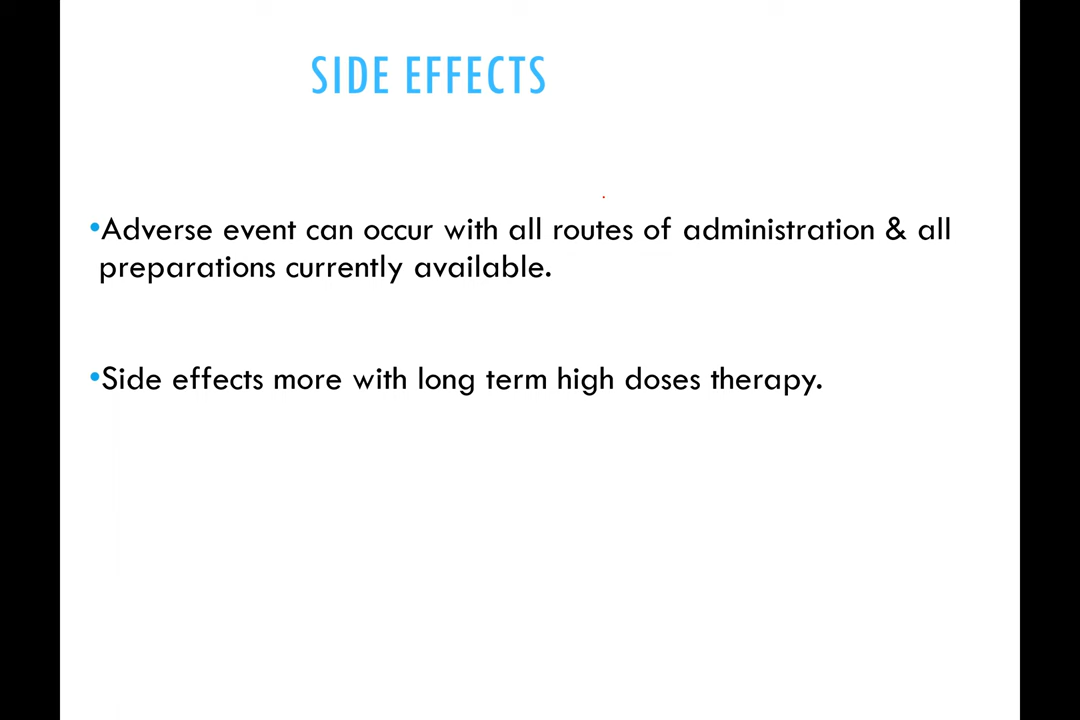 SIDE EFFECTS
•Adverse event can occur with all routes of administration & all
preparations currently available.
•Side effects more with long term high doses therapy.